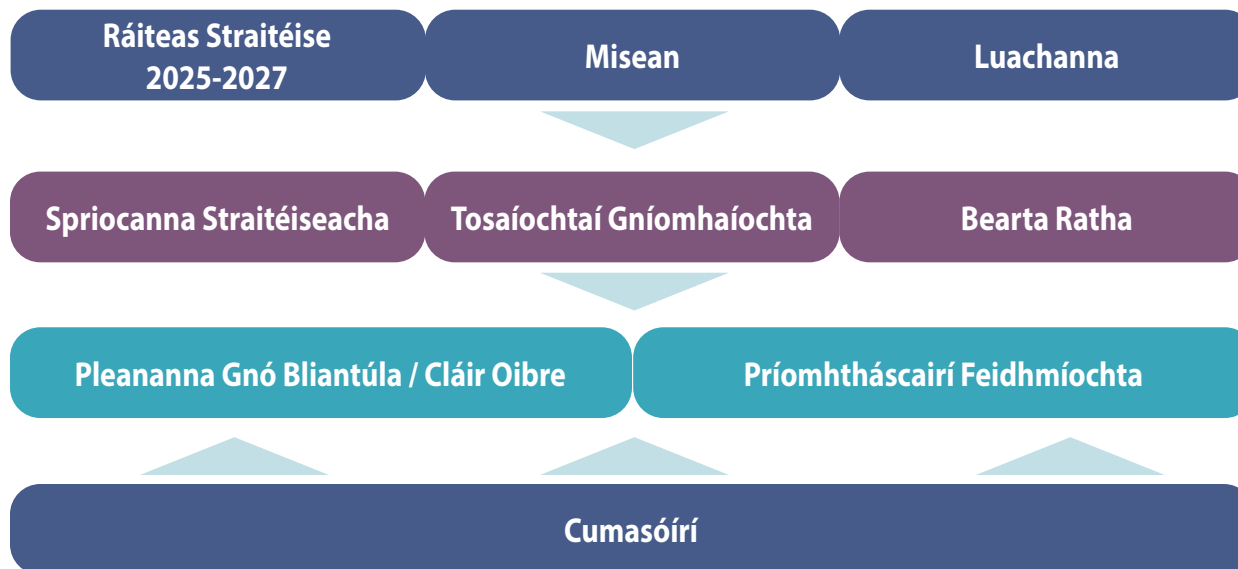 Ráiteas Straitéise
2025-2027
Misean
Luachanna
Spriocanna Straitéiseacha
Tosaíochtaí Gníomhaíochta
Bearta Ratha
Pleananna Gnó Bliantúla / Cláir Oibre
Príomhtháscairí Feidhmíochta
Cumasóírí